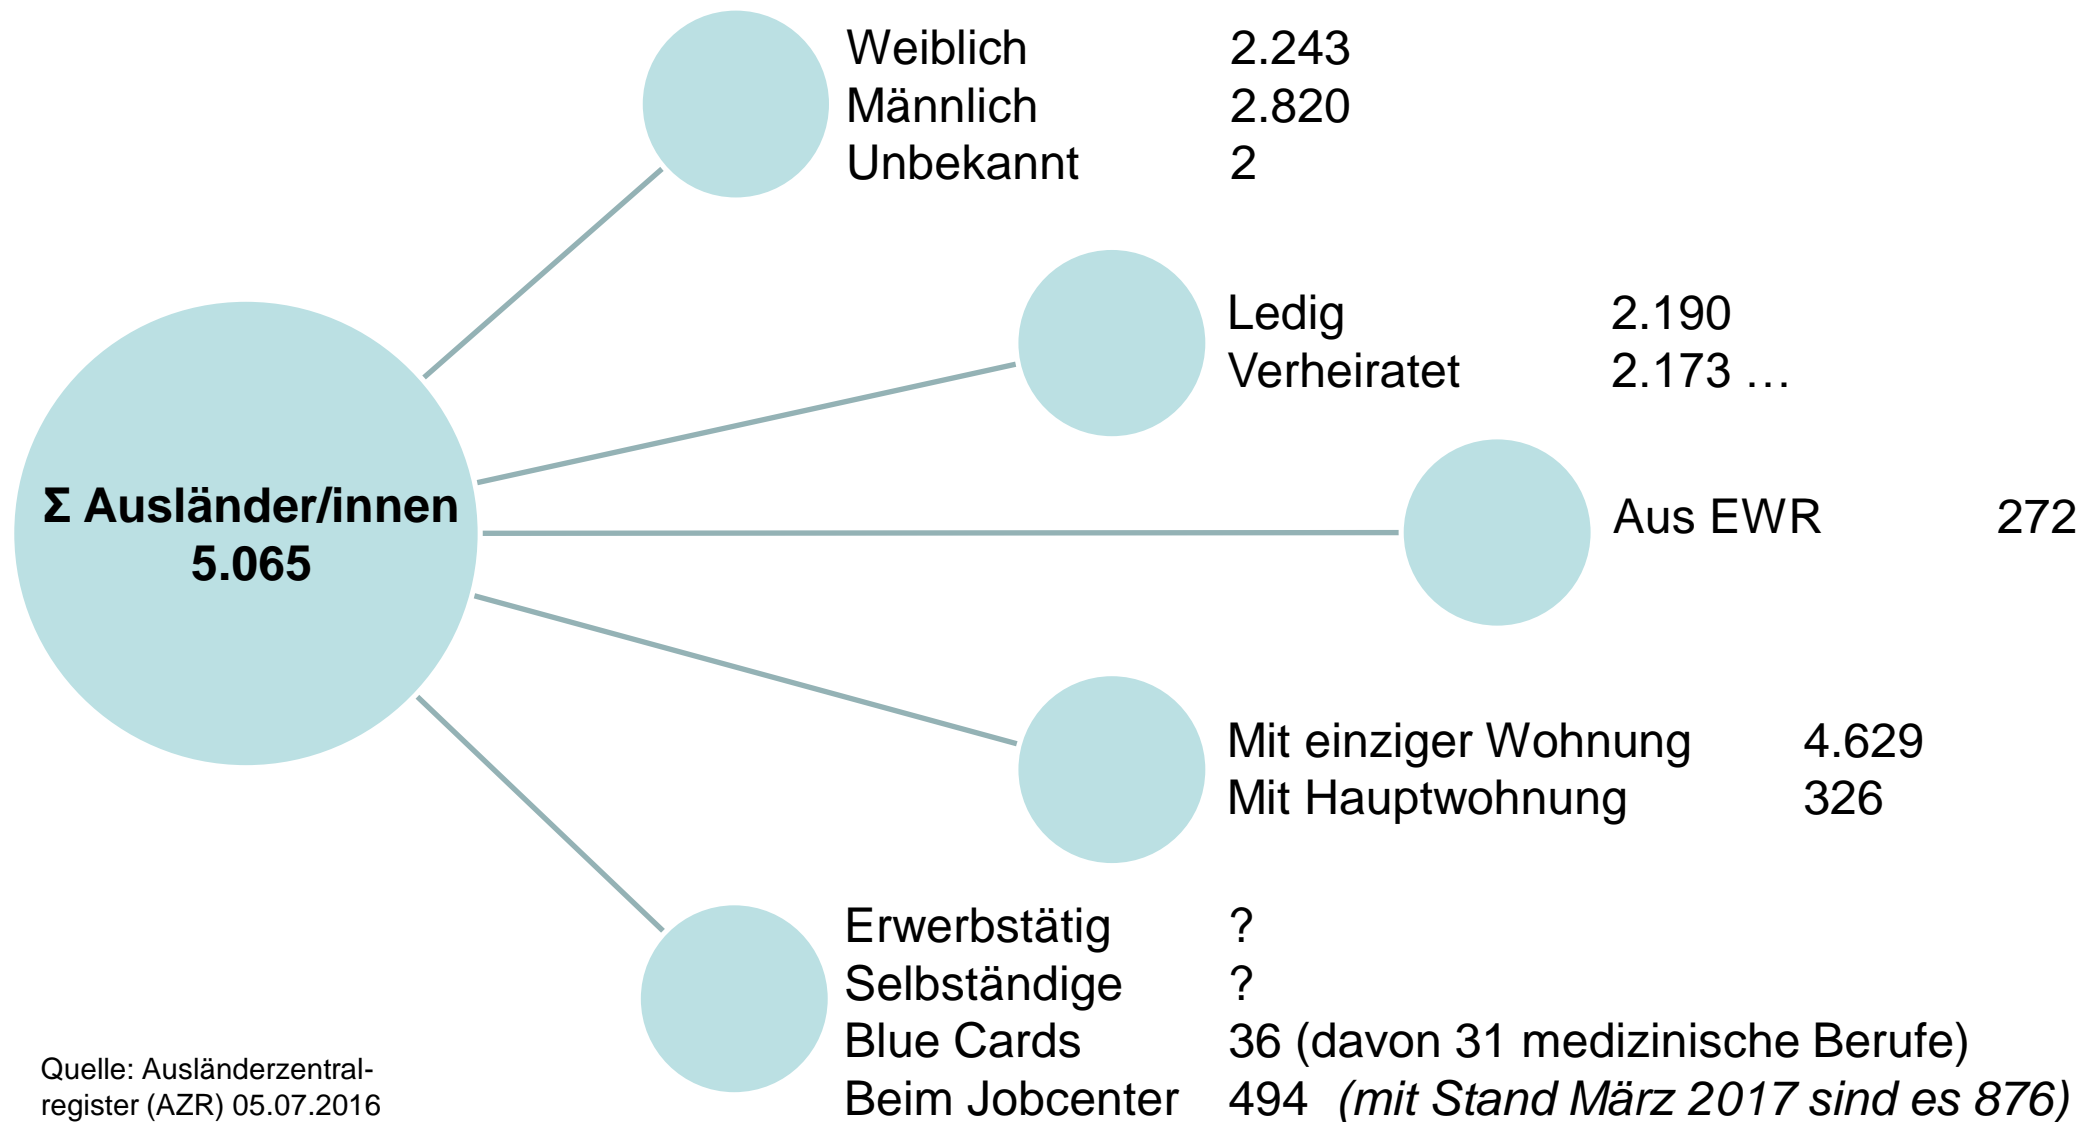 Weiblich 2.243
Männlich 2.820
Unbekannt 2
Ledig 2.190
Verheiratet 2.173 …
Σ Ausländer/innen
5.065
Aus EWR 272
Mit einziger Wohnung 4.629
Mit Hauptwohnung 326
Erwerbstätig ?
Selbständige ?
Blue Cards 36 (davon 31 medizinische Berufe)
Beim Jobcenter 494 (mit Stand März 2017 sind es 876)
Quelle: Ausländerzentral-
register (AZR) 05.07.2016